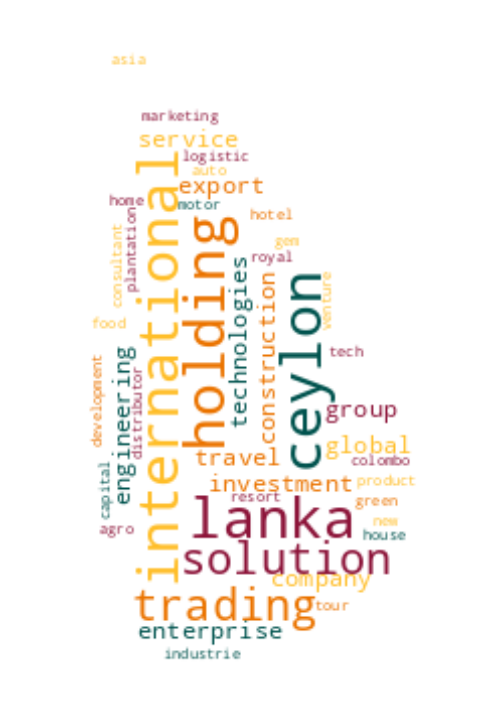 asia
marketing
service
logistic
auto
export
home
motor
hotel
international
holding
plantation
consultant
gem
royal
technologies
construction
ceylon
venture
food
tech
engineering
development
distributor
group
global
travel
colombo
capital
investment
product
resort
green
lanka
agro
new
house
solution
company
trading
tour
enterprise
industrie